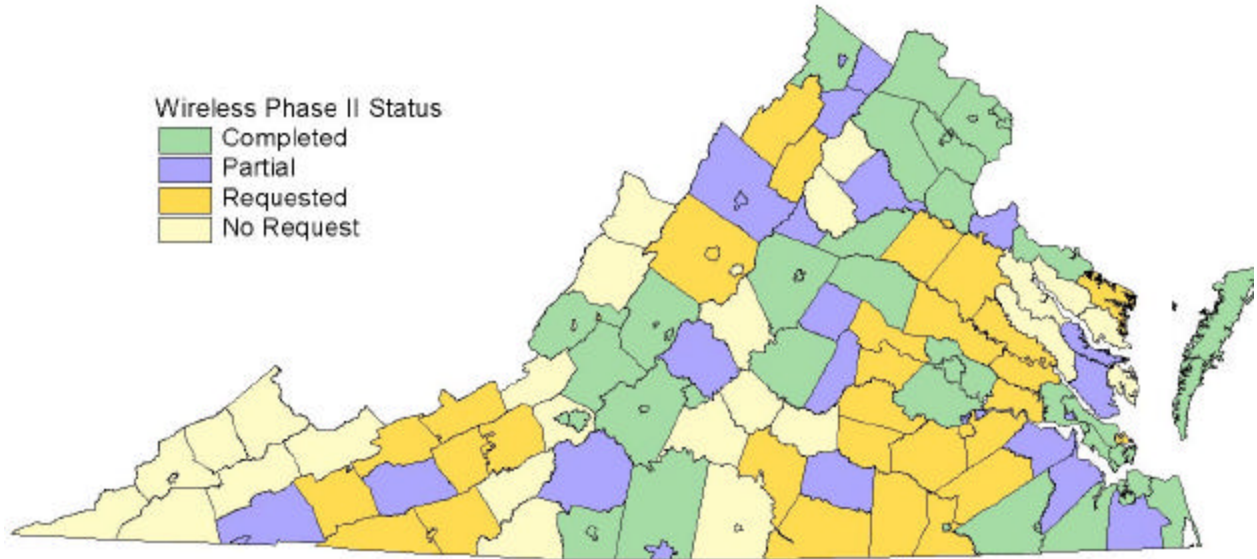 Wireless Phase II Status
Completed
Partial
Requested
No Request